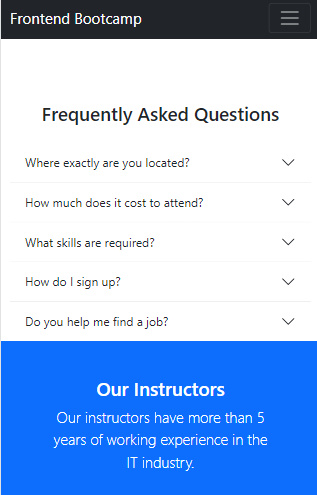 Frontend Bootcamp
Frequently Asked Questions
Where exactly are you located?
How much does it cost to attend?
What skills are required?
How do I sign up?
Do you help me find a job?
Our Instructors
Our instructors have more than 5
years of working experience in the
IT industry.